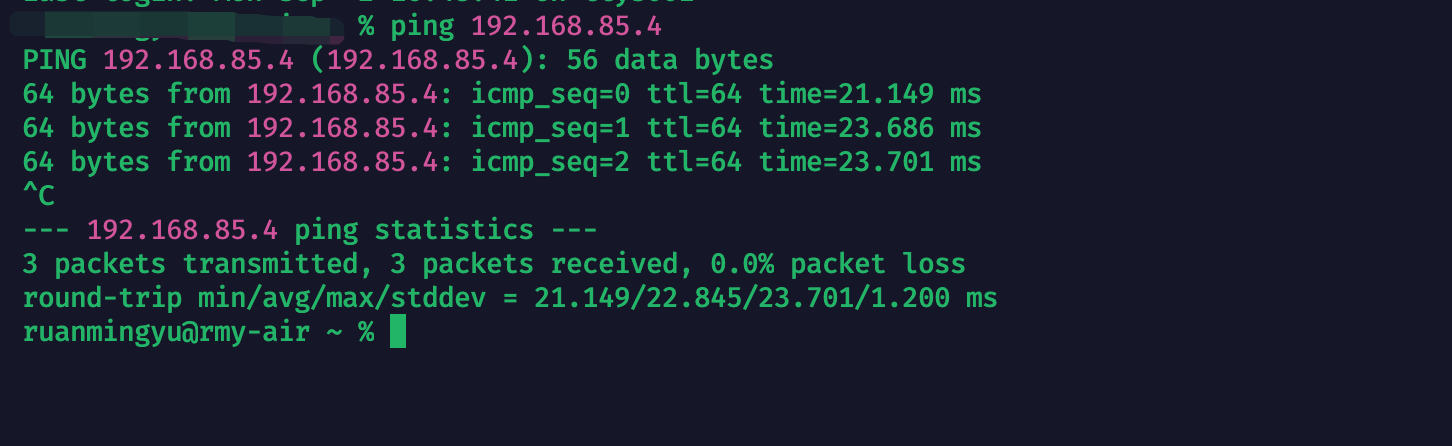 % ping 192.168.85.4
PING 192.168.85.4 (192.168.85.4): 56 data bytes
64 bytes from 192.168.85.4: icmp_seq=0 ttl=64 time=21.149 ms
64 bytes from 192.168.85.4: icmp_seq=1 ttl=64 time=23.686 ms
64 bytes from 192.168.85.4: icmp_seq=2 ttl=64 time=23.701 ms
^C
--- 192.168.85.4 ping statistics ---
3 packets transmitted, 3 packets received, 0.0% packet loss
round-trip min/avg/max/stddev = 21.149/22.845/23.701/1.200 ms
ruanmingyu@rmy-air ~ %